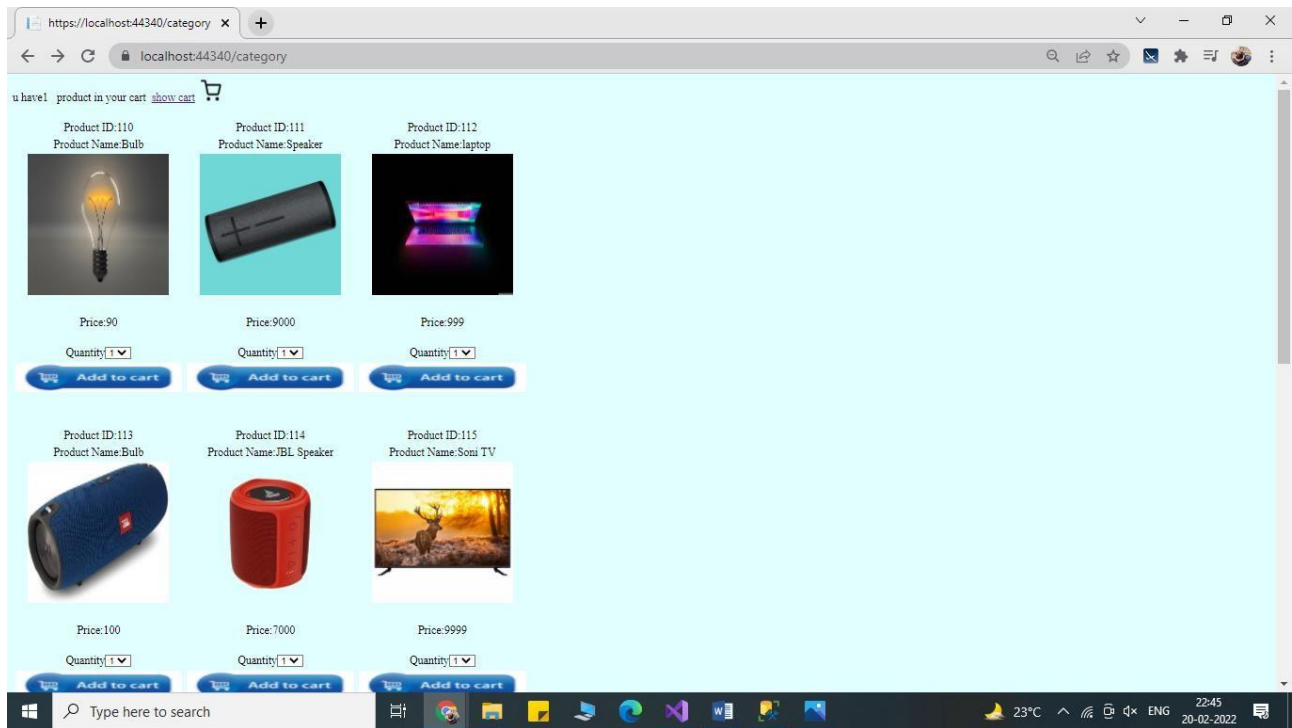 https://localhost:44340/category
localhost:44340/category
u have1 product in your cart show cart
Product ID:110
Product Name:Bulb
Price:90
Quantity 1
Add to cart
Product ID:111
Product Name:Speaker
Price:9000
Quantity 1
Add to cart
Product ID:112
Product Name:laptop
Price:999
Quantity 1
Add to cart
Product ID:113
Product Name:Bulb
Price:100
Quantity 1
Add to cart
Product ID:114
Product Name:JBL Speaker
Price:7000
Quantity 1
Add to cart
Product ID:115
Product Name:Soni TV
Price:9999
Quantity 1
Add to cart
Type here to search
23°C
ENG
22:45
20-02-2022